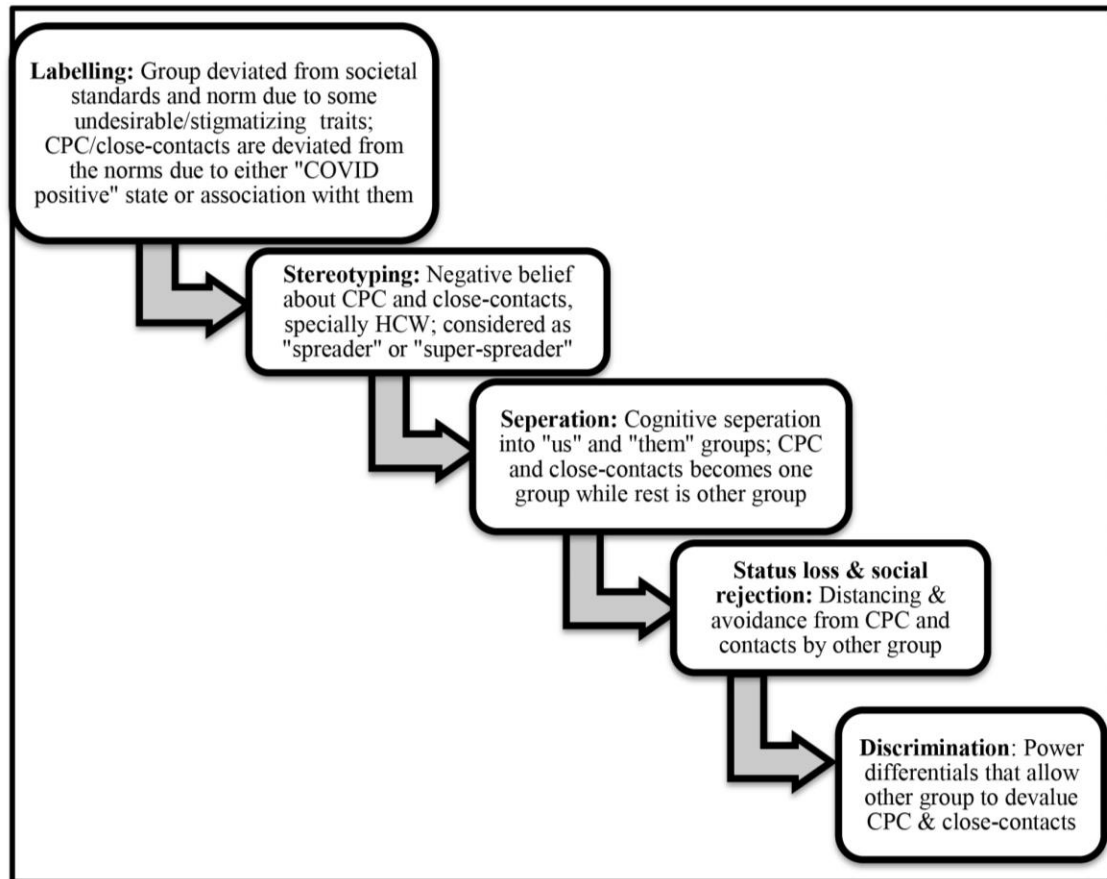 Labelling: Group deviated from societal
standards and norm due to some
undesirable/stigmatizing traits;
CPC/close-contacts are deviated from
the norms due to either "COVID
positive" state or association witht them
Stereotyping: Negative belief
about CPC and close-contacts,
specially HCW; considered as
"spreader" or "super-spreader"
Seperation: Cognitive seperation
into "us" and "them" groups; CPC
and close-contacts becomes one
group while rest is other group
Status loss & social
rejection: Distancing &
avoidance from CPC and
contacts by other group
Discrimination: Power
differentials that allow
other group to devalue
CPC & close-contacts